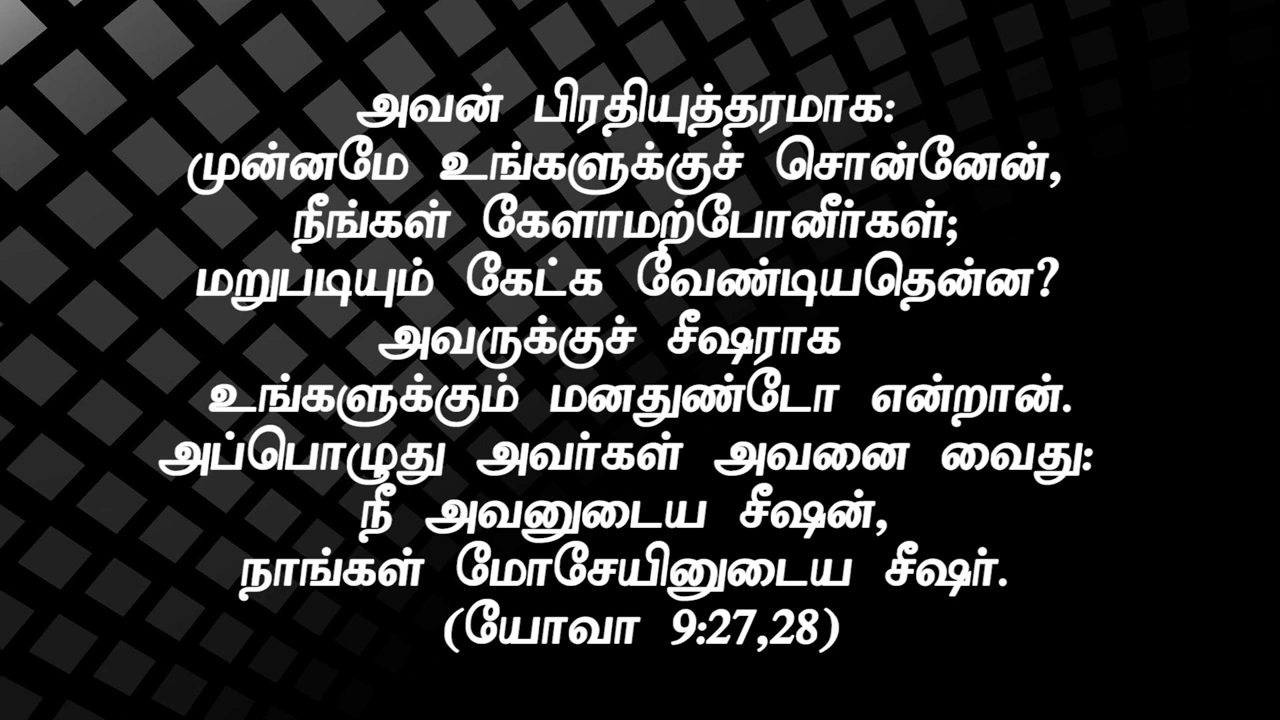 அவன் பிரதியுத்தரமாக:
முன்னமே உங்களுக்குச் சொன்னேன்,
நீங்கள் கேளாமற்போனீர்கள்;
மறுபடியும் கேட்க வேண்டியதென்ன?
அவருக்குச் சீஷராக
உங்களுக்கும் மனதுண்டோ என்றான்.
அப்பொழுது அவர்கள் அவனை வைது:
நீ அவனுடைய சீஷன்,
நாங்கள் மோசேயினுடைய சீஷர்.
(யோவா 9:27,28)